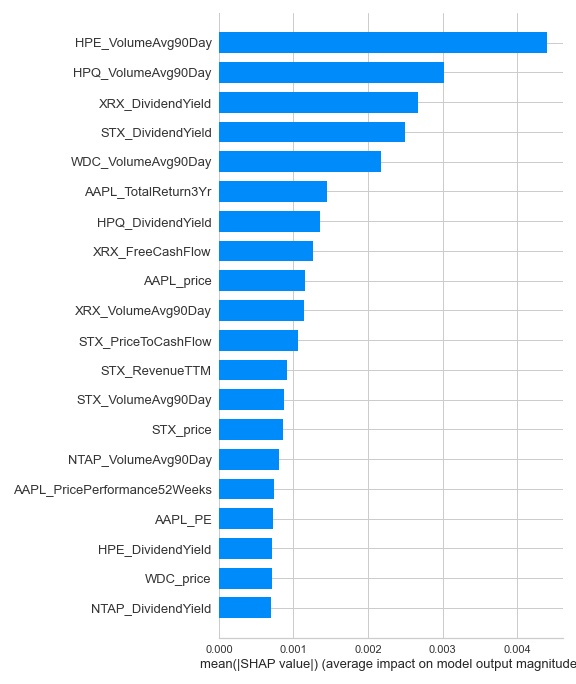 HPE_VolumeAvg90Day
HPQ_VolumeAvg90Day
XRX_DividendYield
STX_DividendYield
WDC_VolumeAvg90Day
AAPL_TotalReturn3Yr
HPQ_DividendYield
XRX_FreeCashFlow
AAPL_price
XRX_VolumeAvg90Day
STX_PriceToCashFlow
STX_RevenueTTM
STX_VolumeAvg90Day
STX_price
NTAP_VolumeAvg90Day
AAPL_PricePerformance52Weeks
AAPL_PE
HPE_DividendYield
WDC_price
NTAP_DividendYield
0.000 0.001 0.002 0.003 0.004
mean(|SHAP value|) (average impact on model output magnitude